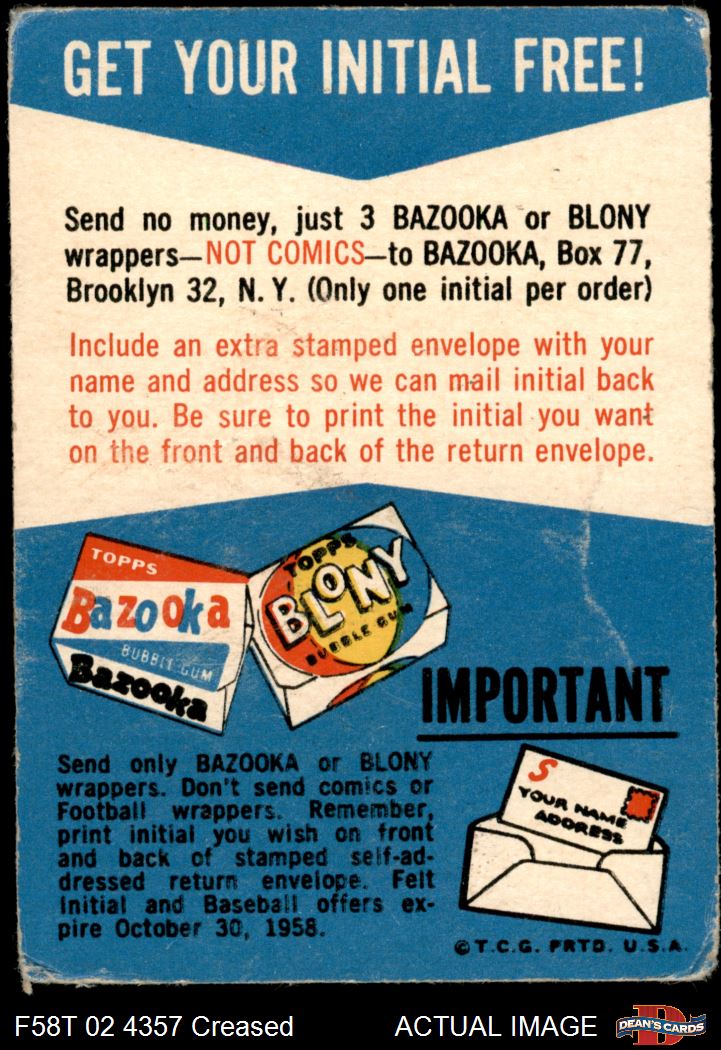 GET YOUR INITIAL FREE!
Send no money, just 3 BAZOOKA or BLONY
wrappers—NOT COMICS—to BAZOOKA, Box 77,
Brooklyn 32, N. Y. (Only one initial per order)
Include an extra stamped envelope with your
name and address so we can mail initial back
to you. Be sure to print the initial you want
on the front and back of the return envelope.
TOPPS
Bazooka
BUBBLE GUM
Bazooka
TOPPS
BLONY
BUBBLE GUM
IMPORTANT
Send only BAZOOKA or BLONY
wrappers. Don't send comics or
Football wrappers. Remember,
print initial you wish on front
and back of stamped self-ad-
dressed return envelope. Felt
Initial and Baseball offers ex-
pire October 30, 1958.
S
YOUR NAME
ADDRESS
©T.C.G. PRTD. U.S.A.
F58T 02 4357 Creased
ACTUAL IMAGE
DEAN'S CARDS